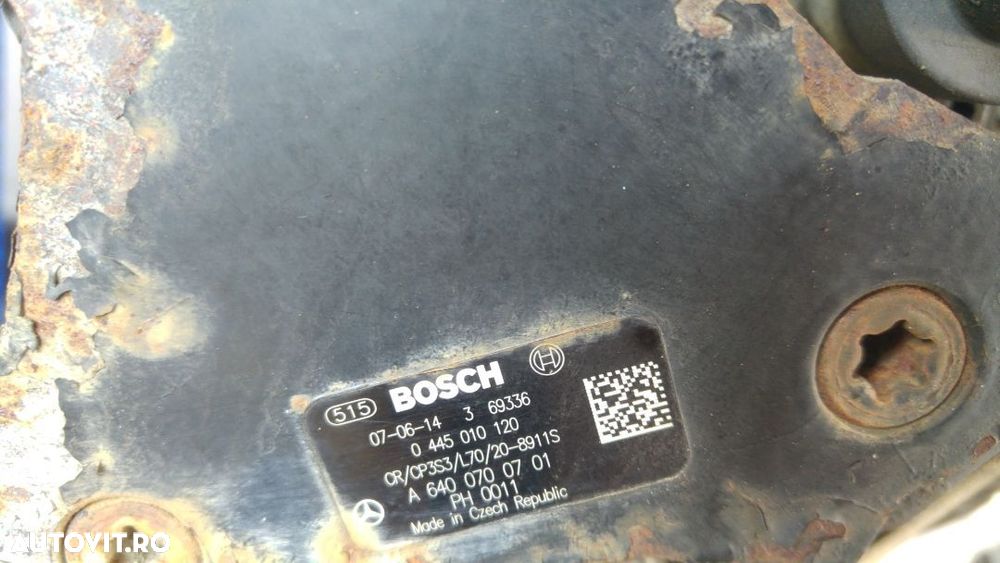 515 BOSCH
07-06-14 3 69336
0 445 010 120
CR/CP3S3/L70/20-8911S
A 640 070 07 01
PH 0011
Made in Czech Republic
AUTOVIT.RO